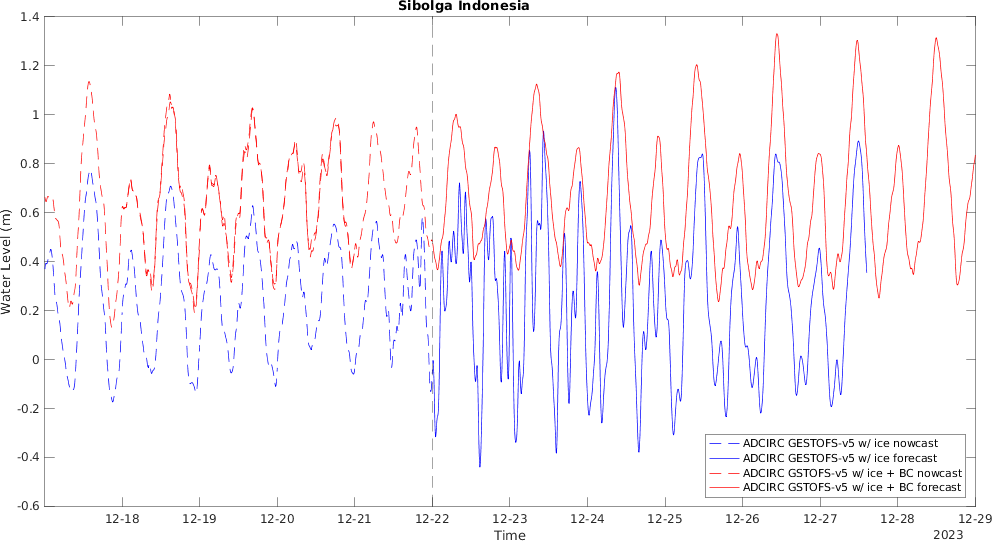 Sibolga Indonesia
Water Level (m)
1.4
1.2
1
0.8
0.6
0.4
0.2
0
-0.2
-0.4
-0.6
ADCIRC GESTOFS-v5 w/ ice nowcast
ADCIRC GESTOFS-v5 w/ ice forecast
ADCIRC GSTOFS-v5 w/ ice + BC nowcast
ADCIRC GSTOFS-v5 w/ ice + BC forecast
12-18 12-19 12-20 12-21 12-22 12-23 12-24 12-25 12-26 12-27 12-28 12-29
Time
2023